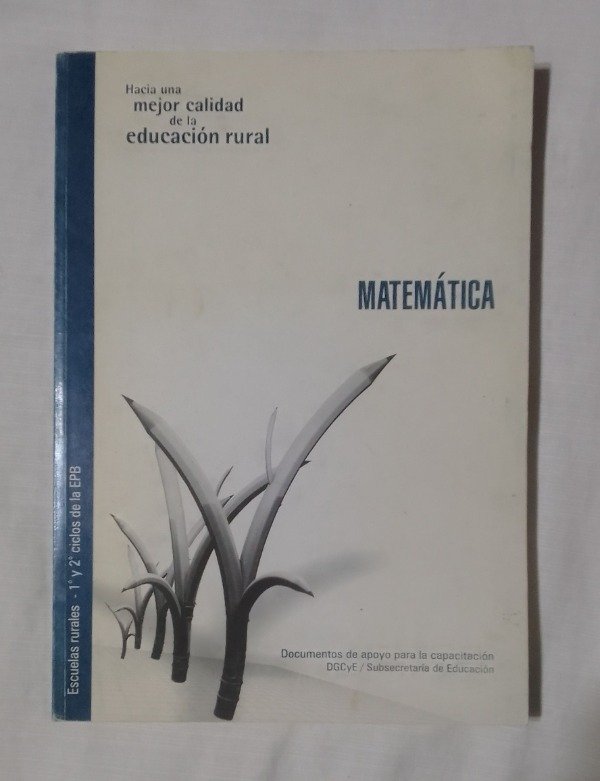 Hacia una
mejor calidad
de la
educación rural
MATEMÁTICA
Escuelas rurales - 1° y 2° ciclos de la EPB
Documentos de apoyo para la capacitación
DGCyE / Subsecretaría de Educación